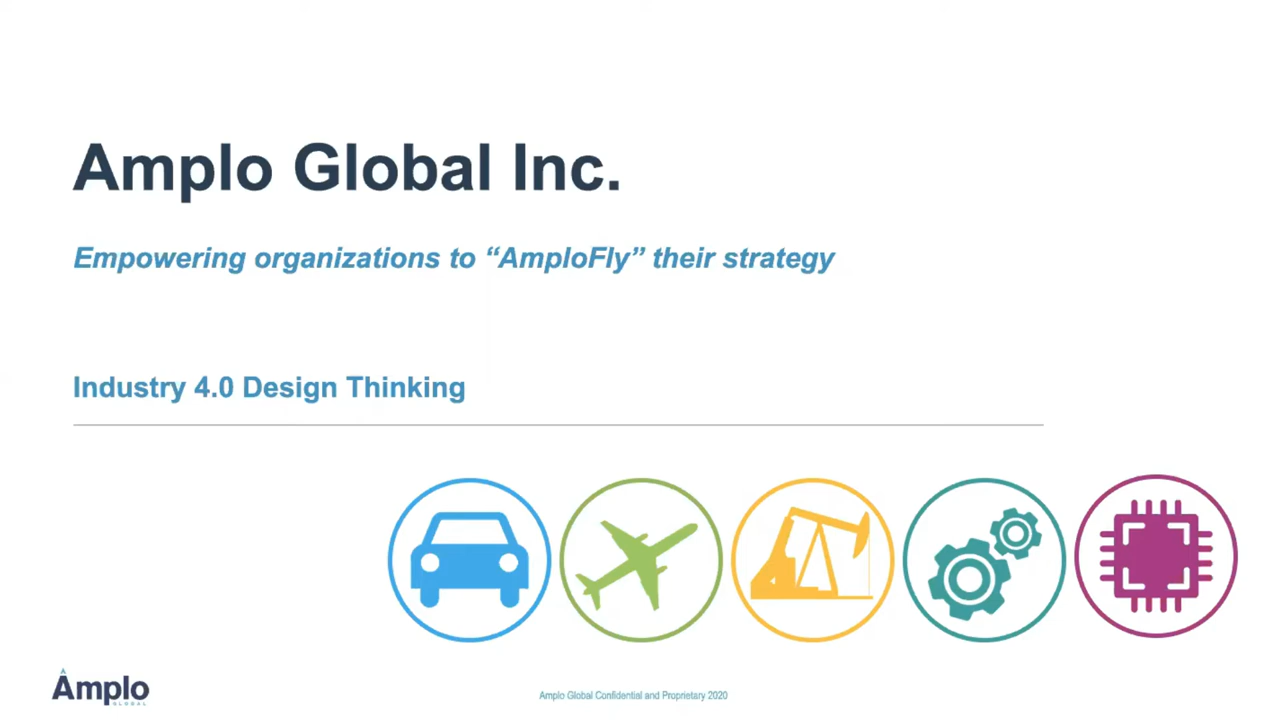 Amplo Global Inc.
Empowering organizations to “AmploFly” their strategy
Industry 4.0 Design Thinking
Amplo
GLOBAL
Amplo Global Confidential and Proprietary 2020